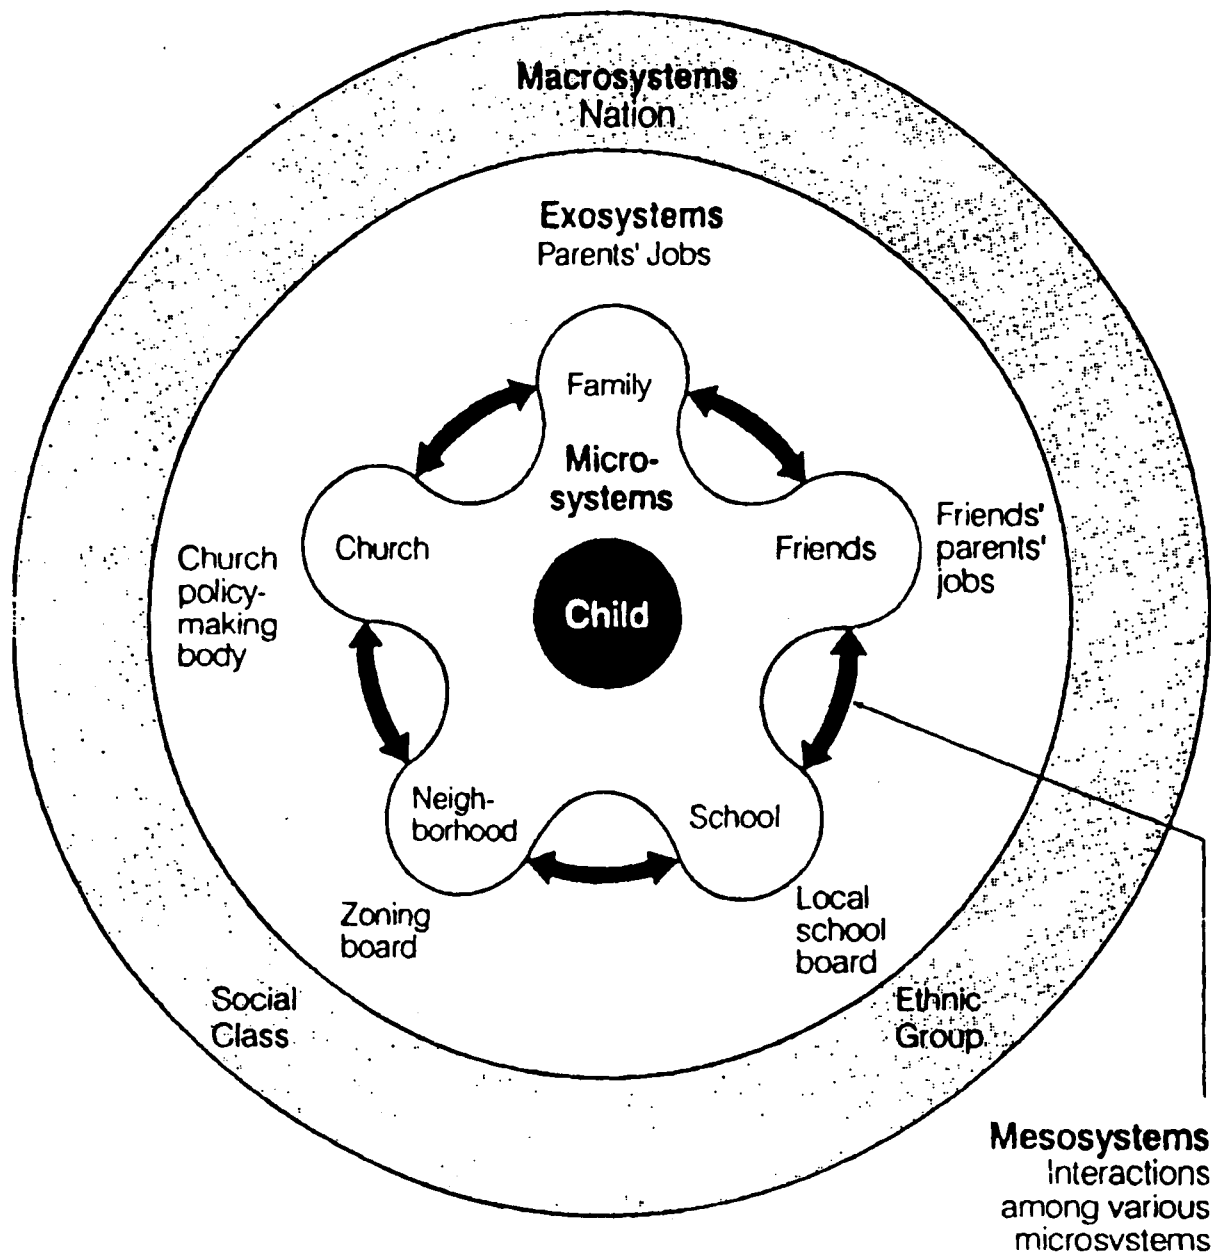 Macrosystems
Nation
Exosystems
Parents' Jobs
Family
Micro-
systems
Church
Friends
Friends'
parents'
jobs
Church
policy-
making
body
Child
Neigh-
borhood
School
Zoning
board
Local
school
board
Social
Class
Ethnic
Group
Mesosystems
Interactions
among various
microsystems